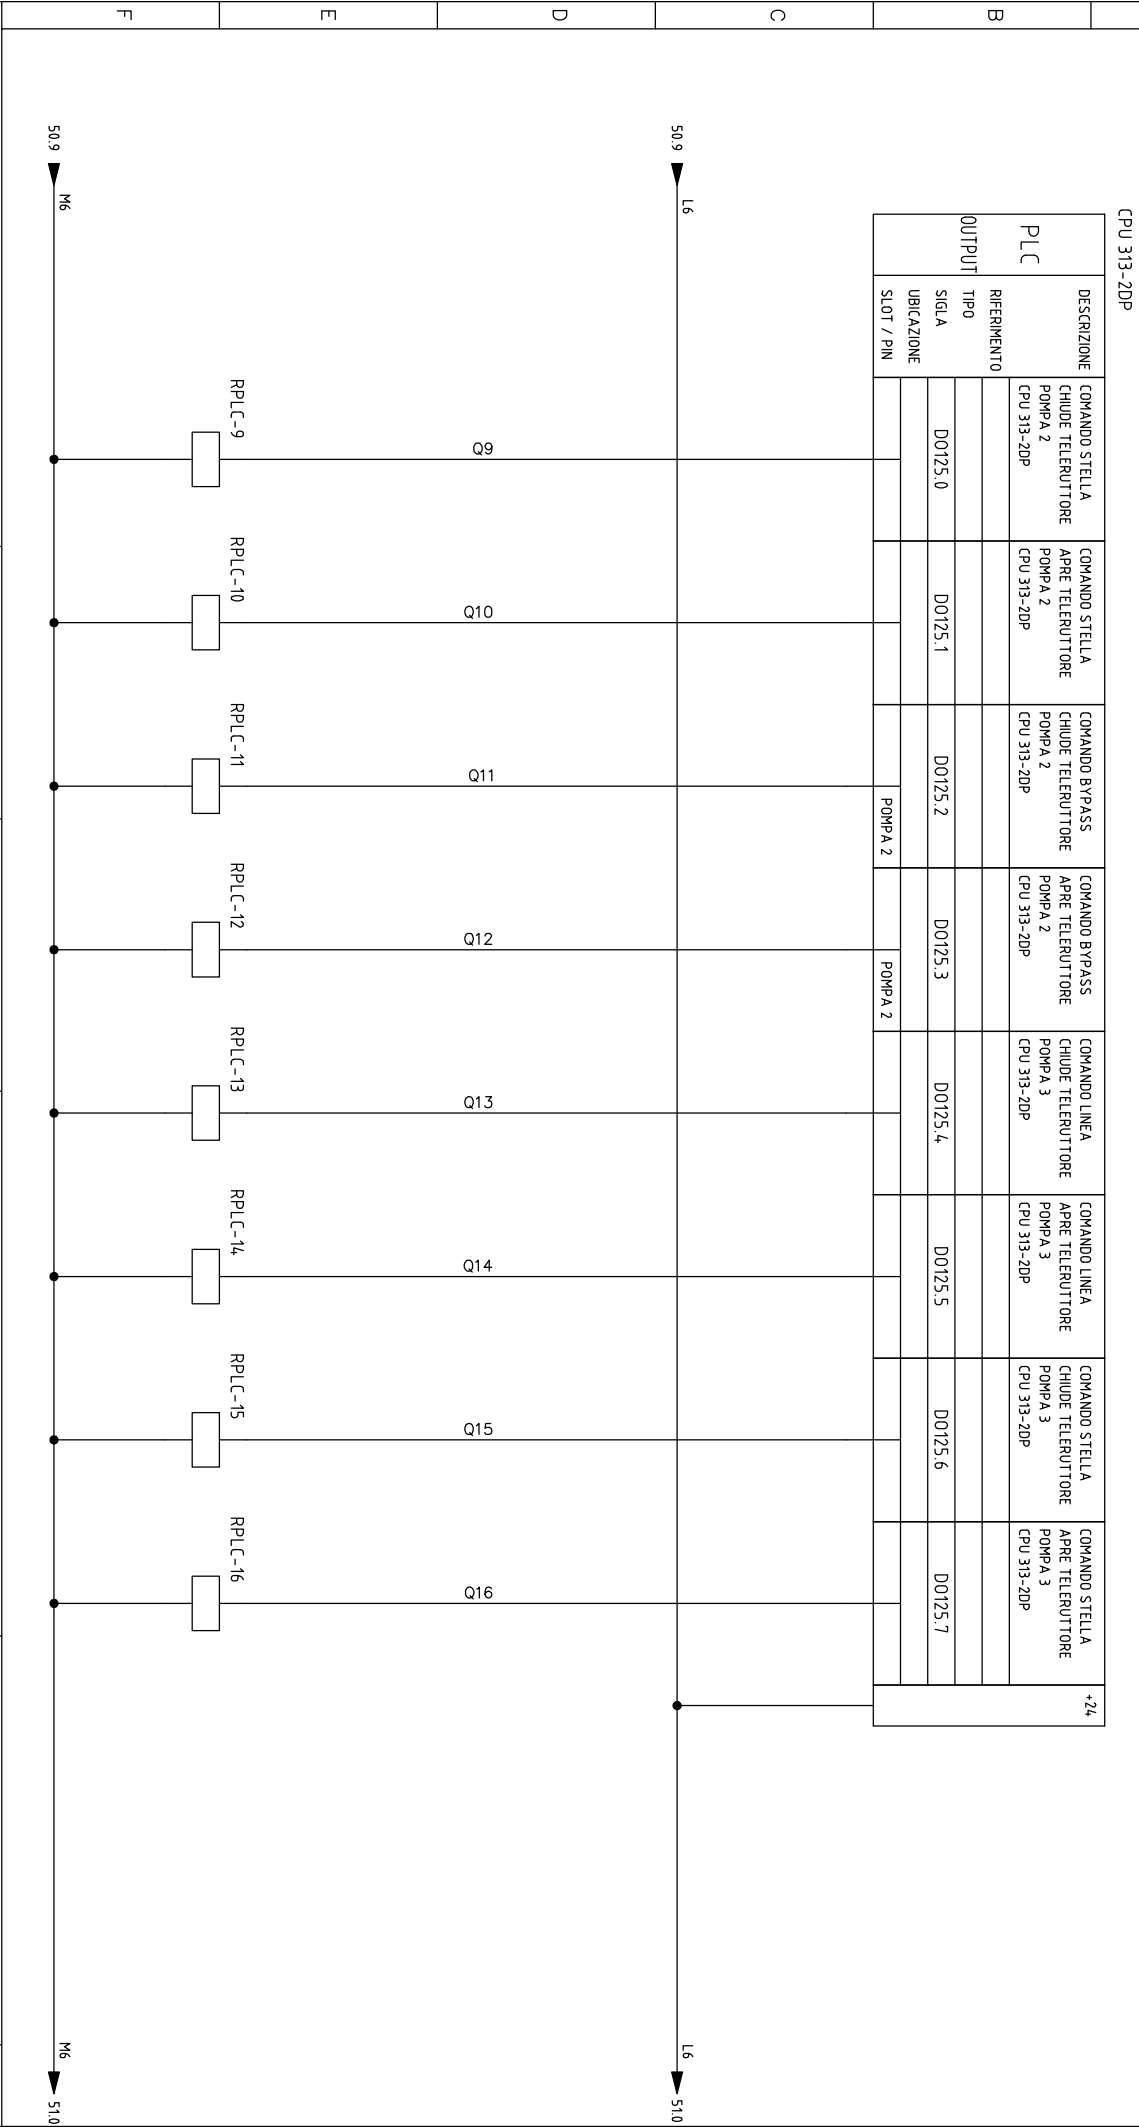 CPU 313-2DP
PLC
OUTPUT
DESCRIZIONE
RIFERIMENTO
TIPO
SIGLA
UBICAZIONE
SLOT / PIN
COMANDO STELLA
CHIUDE TELERUTTORE
POMPA 2
CPU 313-2DP
DO125.0
COMANDO STELLA
APRE TELERUTTORE
POMPA 2
CPU 313-2DP
DO125.1
COMANDO BYPASS
CHIUDE TELERUTTORE
POMPA 2
CPU 313-2DP
DO125.2
POMPA 2
COMANDO BYPASS
APRE TELERUTTORE
POMPA 2
CPU 313-2DP
DO125.3
POMPA 2
COMANDO LINEA
CHIUDE TELERUTTORE
POMPA 3
CPU 313-2DP
DO125.4
COMANDO LINEA
APRE TELERUTTORE
POMPA 3
CPU 313-2DP
DO125.5
COMANDO STELLA
CHIUDE TELERUTTORE
POMPA 3
CPU 313-2DP
DO125.6
COMANDO STELLA
APRE TELERUTTORE
POMPA 3
CPU 313-2DP
DO125.7
+24
B
C
D
E
F
50.9
L6
L6
51.0
Q9
Q10
Q11
Q12
Q13
Q14
Q15
Q16
RPLC-9
RPLC-10
RPLC-11
RPLC-12
RPLC-13
RPLC-14
RPLC-15
RPLC-16
50.9
M6
M6
51.0